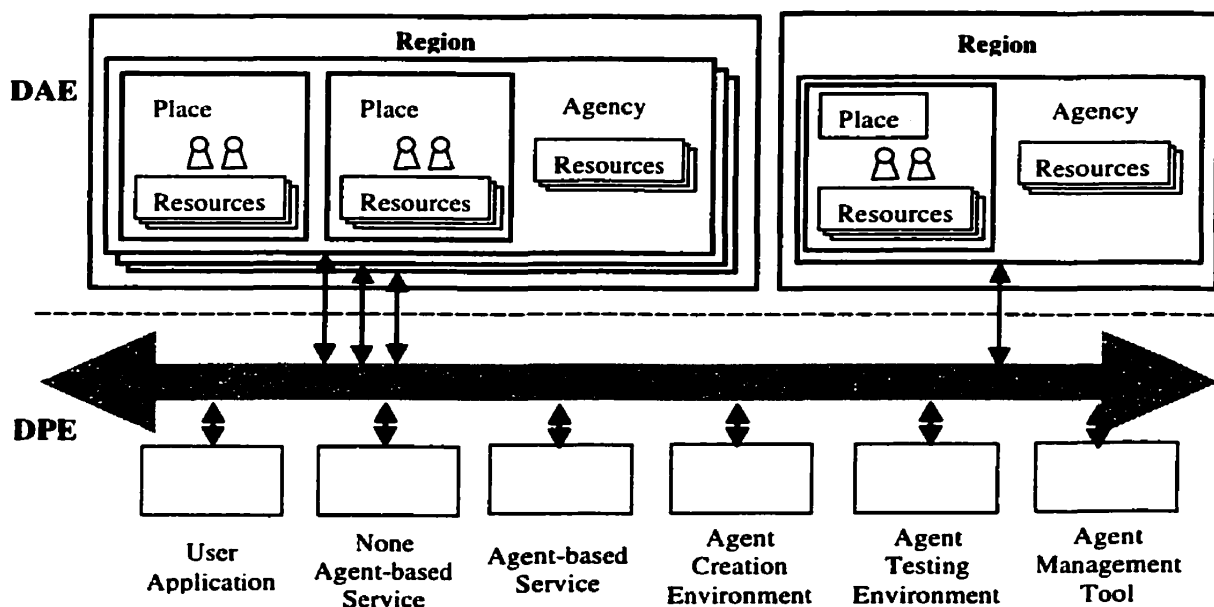 Region
Region
DAE
Place
Place
Agency
Place
Agency
Resources
Resources
Resources
Resources
Resources
DPE
User
Application
None
Agent-based
Service
Agent-based
Service
Agent
Creation
Environment
Agent
Testing
Environment
Agent
Management
Tool